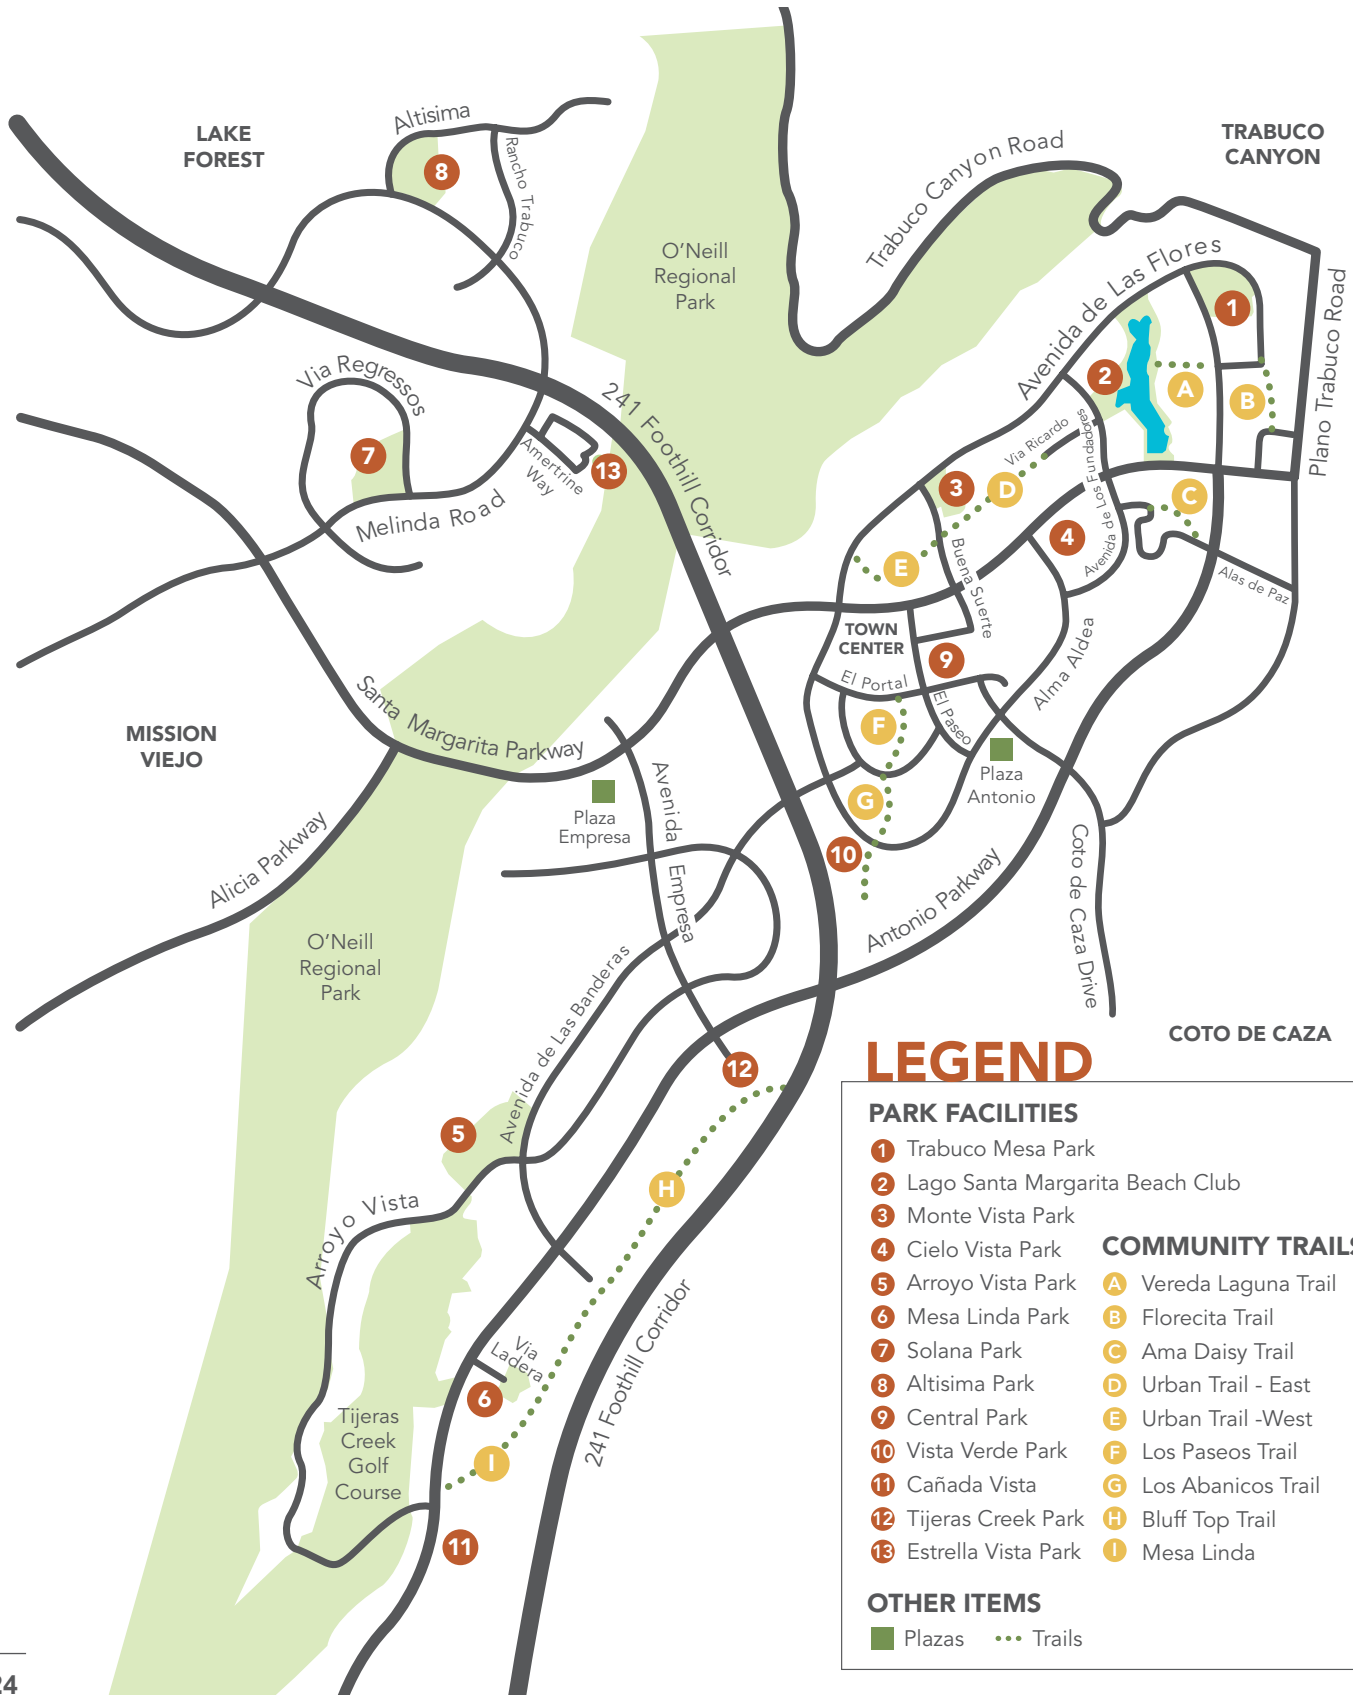 LAKE
FOREST
Altisima
Rancho Trabuco
8
TRABUCO
CANYON
Trabuco Canyon Road
O'Neill
Regional
Park
Avenida de Las Flores
1
Plano Trabuco Road
2
A
B
Via Regressos
7
Melinda Road
Amertrine
Way
13
241 Foothill Corridor
Via Ricardo
Avenida de Los Fundadores
3
D
C
4
E
Buena Suerte
Alas de Paz
TOWN
CENTER
9
El Portal
El Paseo
Alma Aldea
F
Plaza
Antonio
G
10
Santa Margarita Parkway
MISSION
VIEJO
Plaza
Empresa
Avenida Empresa
Alicia Parkway
O'Neill
Regional
Park
Antonio Parkway
Coto de Caza Drive
COTO DE CAZA
Avenida de Las Banderas
12
5
H
Arroyo Vista
241 Foothill Corridor
Via
Ladera
6
Tijeras
Creek
Golf
Course
I
11
LEGEND
PARK FACILITIES
1 Trabuco Mesa Park
2 Lago Santa Margarita Beach Club
3 Monte Vista Park
4 Cielo Vista Park
5 Arroyo Vista Park
6 Mesa Linda Park
7 Solana Park
8 Altisima Park
9 Central Park
10 Vista Verde Park
11 Cañada Vista
12 Tijeras Creek Park
13 Estrella Vista Park
COMMUNITY TRAILS
A Vereda Laguna Trail
B Florecita Trail
C Ama Daisy Trail
D Urban Trail - East
E Urban Trail -West
F Los Paseos Trail
G Los Abanicos Trail
H Bluff Top Trail
I Mesa Linda
OTHER ITEMS
Plazas
Trails
24